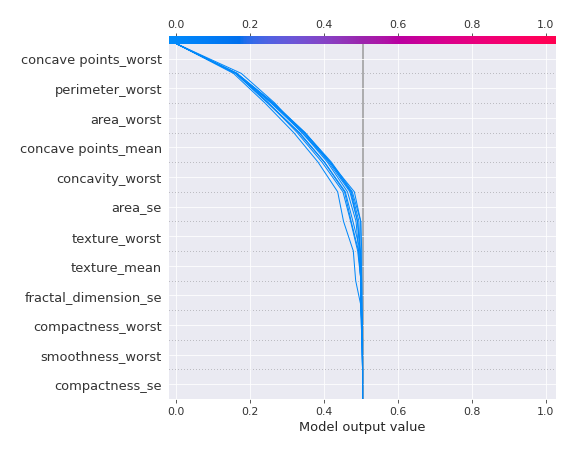 0.0 0.2 0.4 0.6 0.8 1.0
concave points_worst
perimeter_worst
area_worst
concave points_mean
concavity_worst
area_se
texture_worst
texture_mean
fractal_dimension_se
compactness_worst
smoothness_worst
compactness_se
0.0 0.2 0.4 0.6 0.8 1.0
Model output value